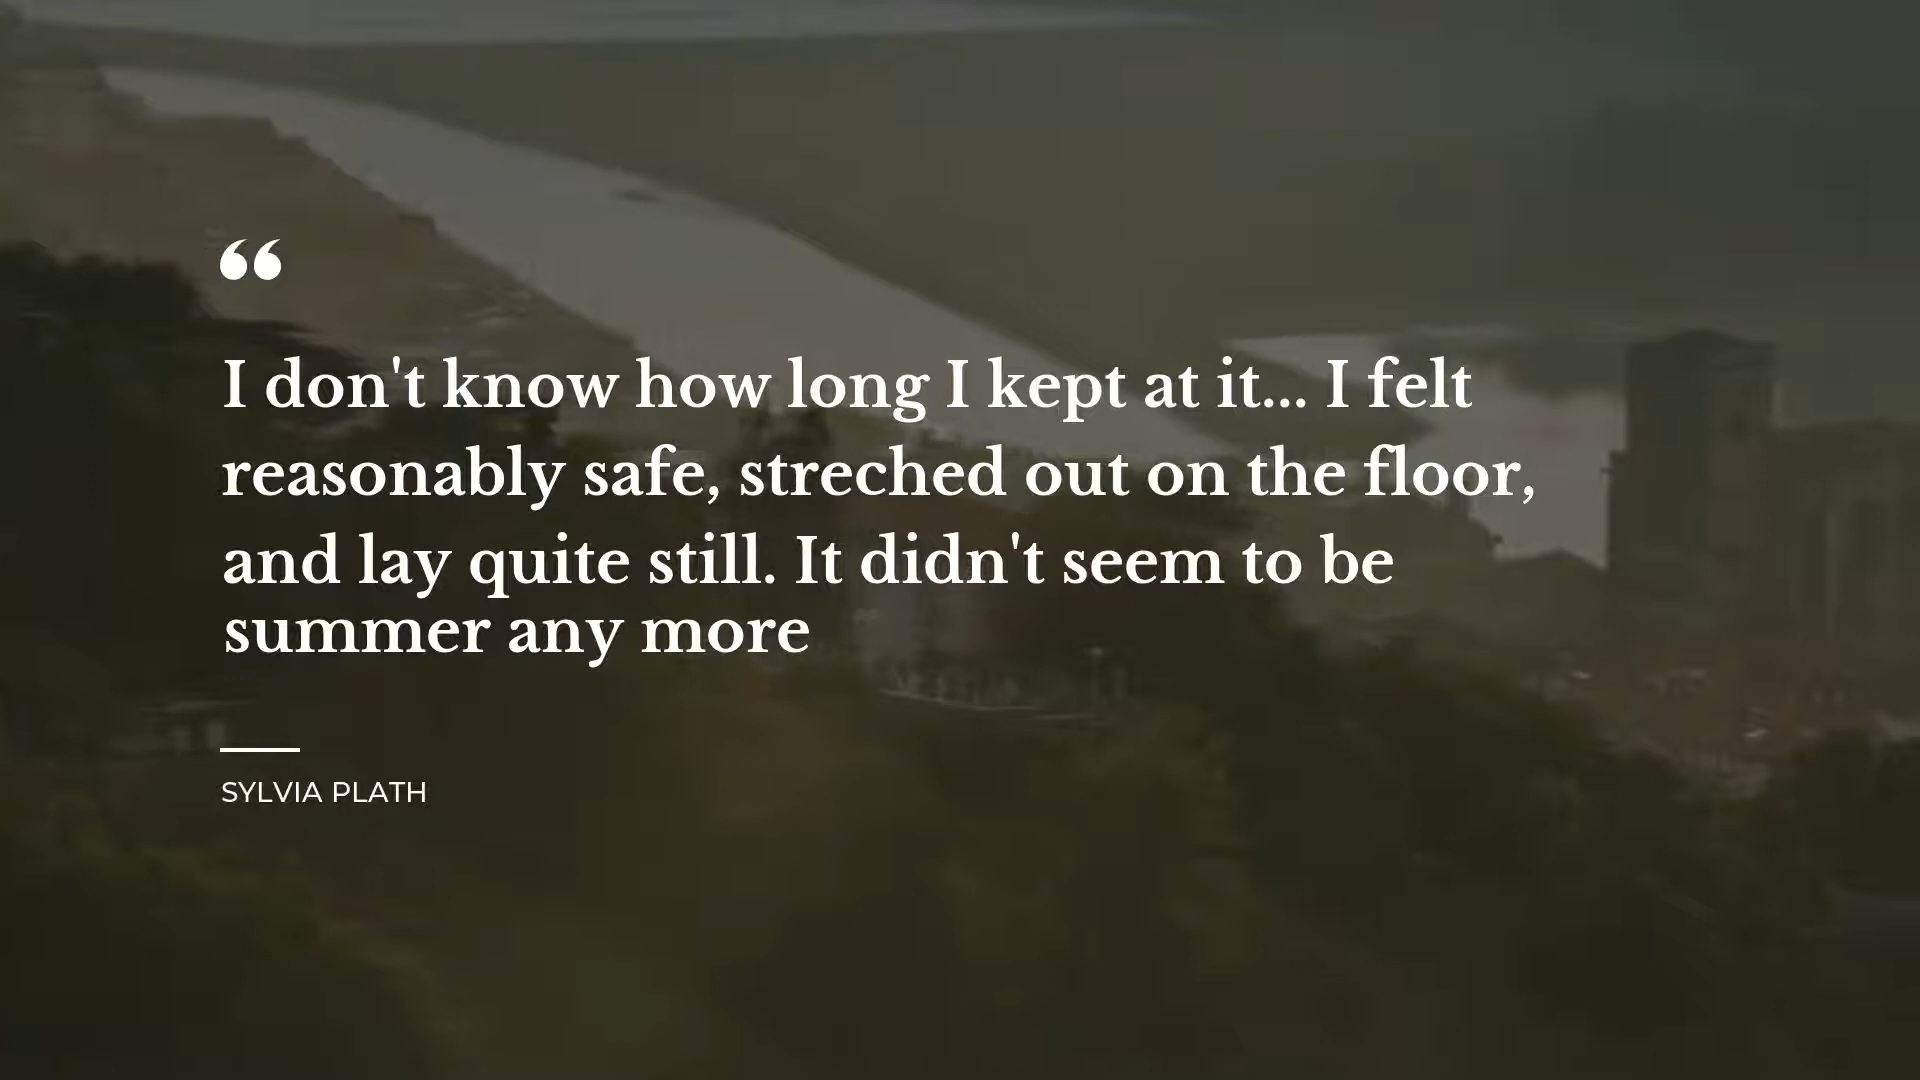 “
I don't know how long I kept at it... I felt
reasonably safe, streched out on the floor,
and lay quite still. It didn't seem to be
summer any more
SYLVIA PLATH